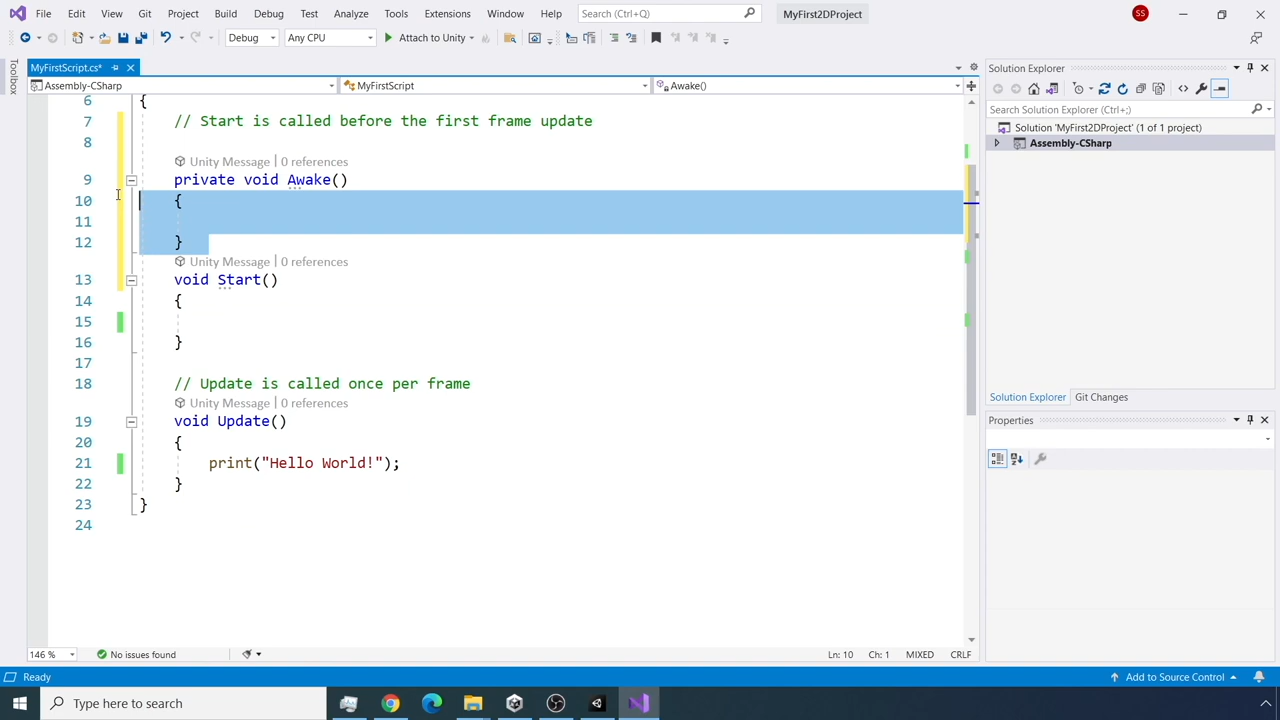 File Edit View Git Project Build Debug Test Analyze Tools Extensions Window Help Search (Ctrl+Q) MyFirst2DProject SS
Debug Any CPU Attach to Unity
Toolbox
MyFirstScript.cs*
Assembly-CSharp MyFirstScript Awake()
6 {
7 // Start is called before the first frame update
8
Unity Message | 0 references
9 private void Awake()
10 {
11
12 }
Unity Message | 0 references
13 void Start()
14 {
15
16 }
17
18 // Update is called once per frame
Unity Message | 0 references
19 void Update()
20 {
21 print("Hello World!");
22 }
23 }
24
146 % No issues found Ln: 10 Ch: 1 MIXED CRLF
Solution Explorer
Search Solution Explorer (Ctrl+;)
Solution 'MyFirst2DProject' (1 of 1 project)
Assembly-CSharp
Solution Explorer Git Changes
Properties
Ready Add to Source Control
Type here to search